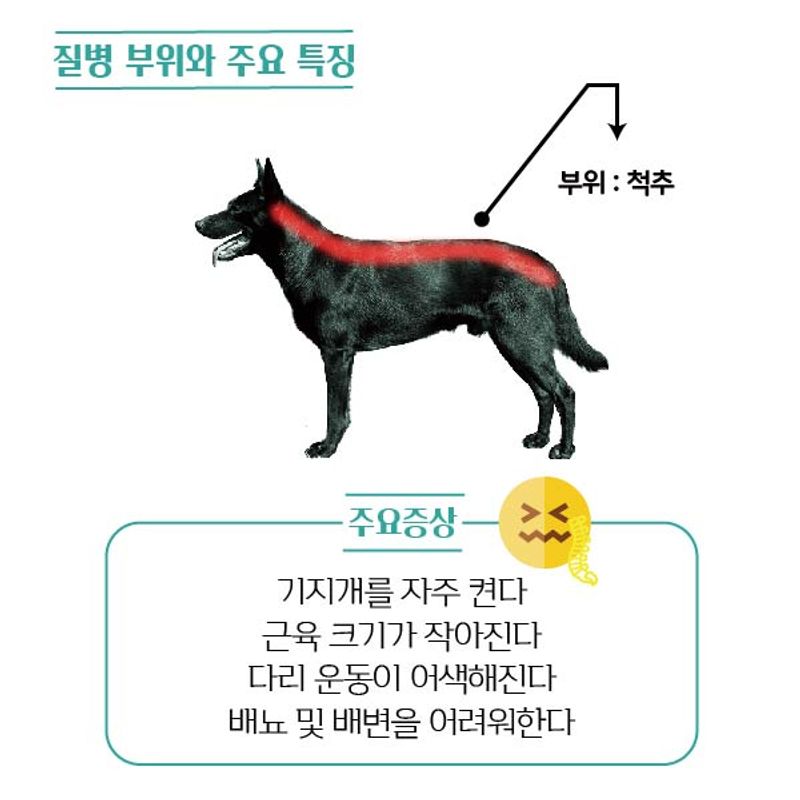 질병 부위와 주요 특징
부위 : 척추
주요증상
기지개를 자주 켠다
근육 크기가 작아진다
다리 운동이 어색해진다
배뇨 및 배변을 어려워한다